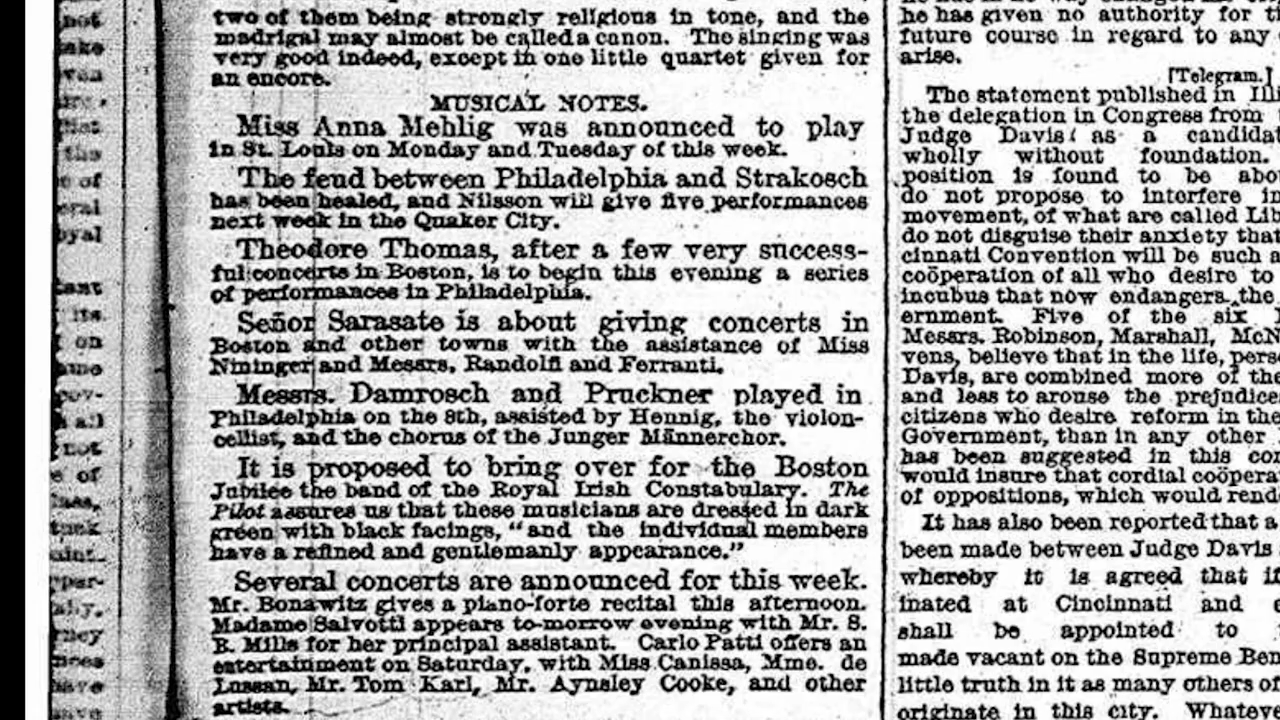 two of them being strongly religious in tone, and the
madrigal may almost be called a canon. The singing was
very good indeed, except in one little quartet given for
an encore.
MUSICAL NOTES.
Miss Anna Mehlig was announced to play
in St. Louis on Monday and Tuesday of this week.
The feud between Philadelphia and Strakosch
has been healed, and Nilsson will give five performances
next week in the Quaker City.
Theodore Thomas, after a few very success-
ful concerts in Boston, is to begin this evening a series
of performances in Philadelphia.
Señor Sarasate is about giving concerts in
Boston and other towns with the assistance of Miss
Nininger and Messrs. Randolfi and Ferranti.
Messrs. Damrosch and Pruckner played in
Philadelphia on the 8th, assisted by Hennig, the violon-
cellist, and the chorus of the Junger Männerchor.
It is proposed to bring over for the Boston
Jubilee the band of the Royal Irish Constabulary. The
Pilot assures us that these musicians are dressed in dark
green with black facings, "and the individual members
have a refined and gentlemanly appearance."
Several concerts are announced for this week.
Mr. Bonawitz gives a piano-forte recital this afternoon.
Madame Salvotti appears to-morrow evening with Mr. S.
B. Mills for her principal assistant. Carlo Patti offers an
entertainment on Saturday, with Miss Canissa, Mme. de
Lussan, Mr. Tom Karl, Mr. Aynsley Cooke, and other
artists.
he has given no authority for
future course in regard to any
arise.
[Telegram.]
The statement published in
the delegation in Congress from
Judge Davis as a candida
wholly without foundation.
position is found to be abo
do not propose to interfere in
movement, of what are called Lib
do not disguise their anxiety that
cinnati Convention will be such a
coöperation of all who desire to
incubus that now endangers the
ernment. Five of the six
Messrs. Robinson, Marshall, McN
vens, believe that in the life, pers
Davis, are combined more of the
and less to arouse the prejudice
citizens who desire reform in the
Government, than in any other
has been suggested in this con
would insure that cordial coöpera
of oppositions, which would rend
It has also been reported that a
been made between Judge Davis
whereby it is agreed that if
inated at Cincinnati and
shall be appointed to
made vacant on the Supreme Ben
little truth in it as many others of
originate in this city. Whateve